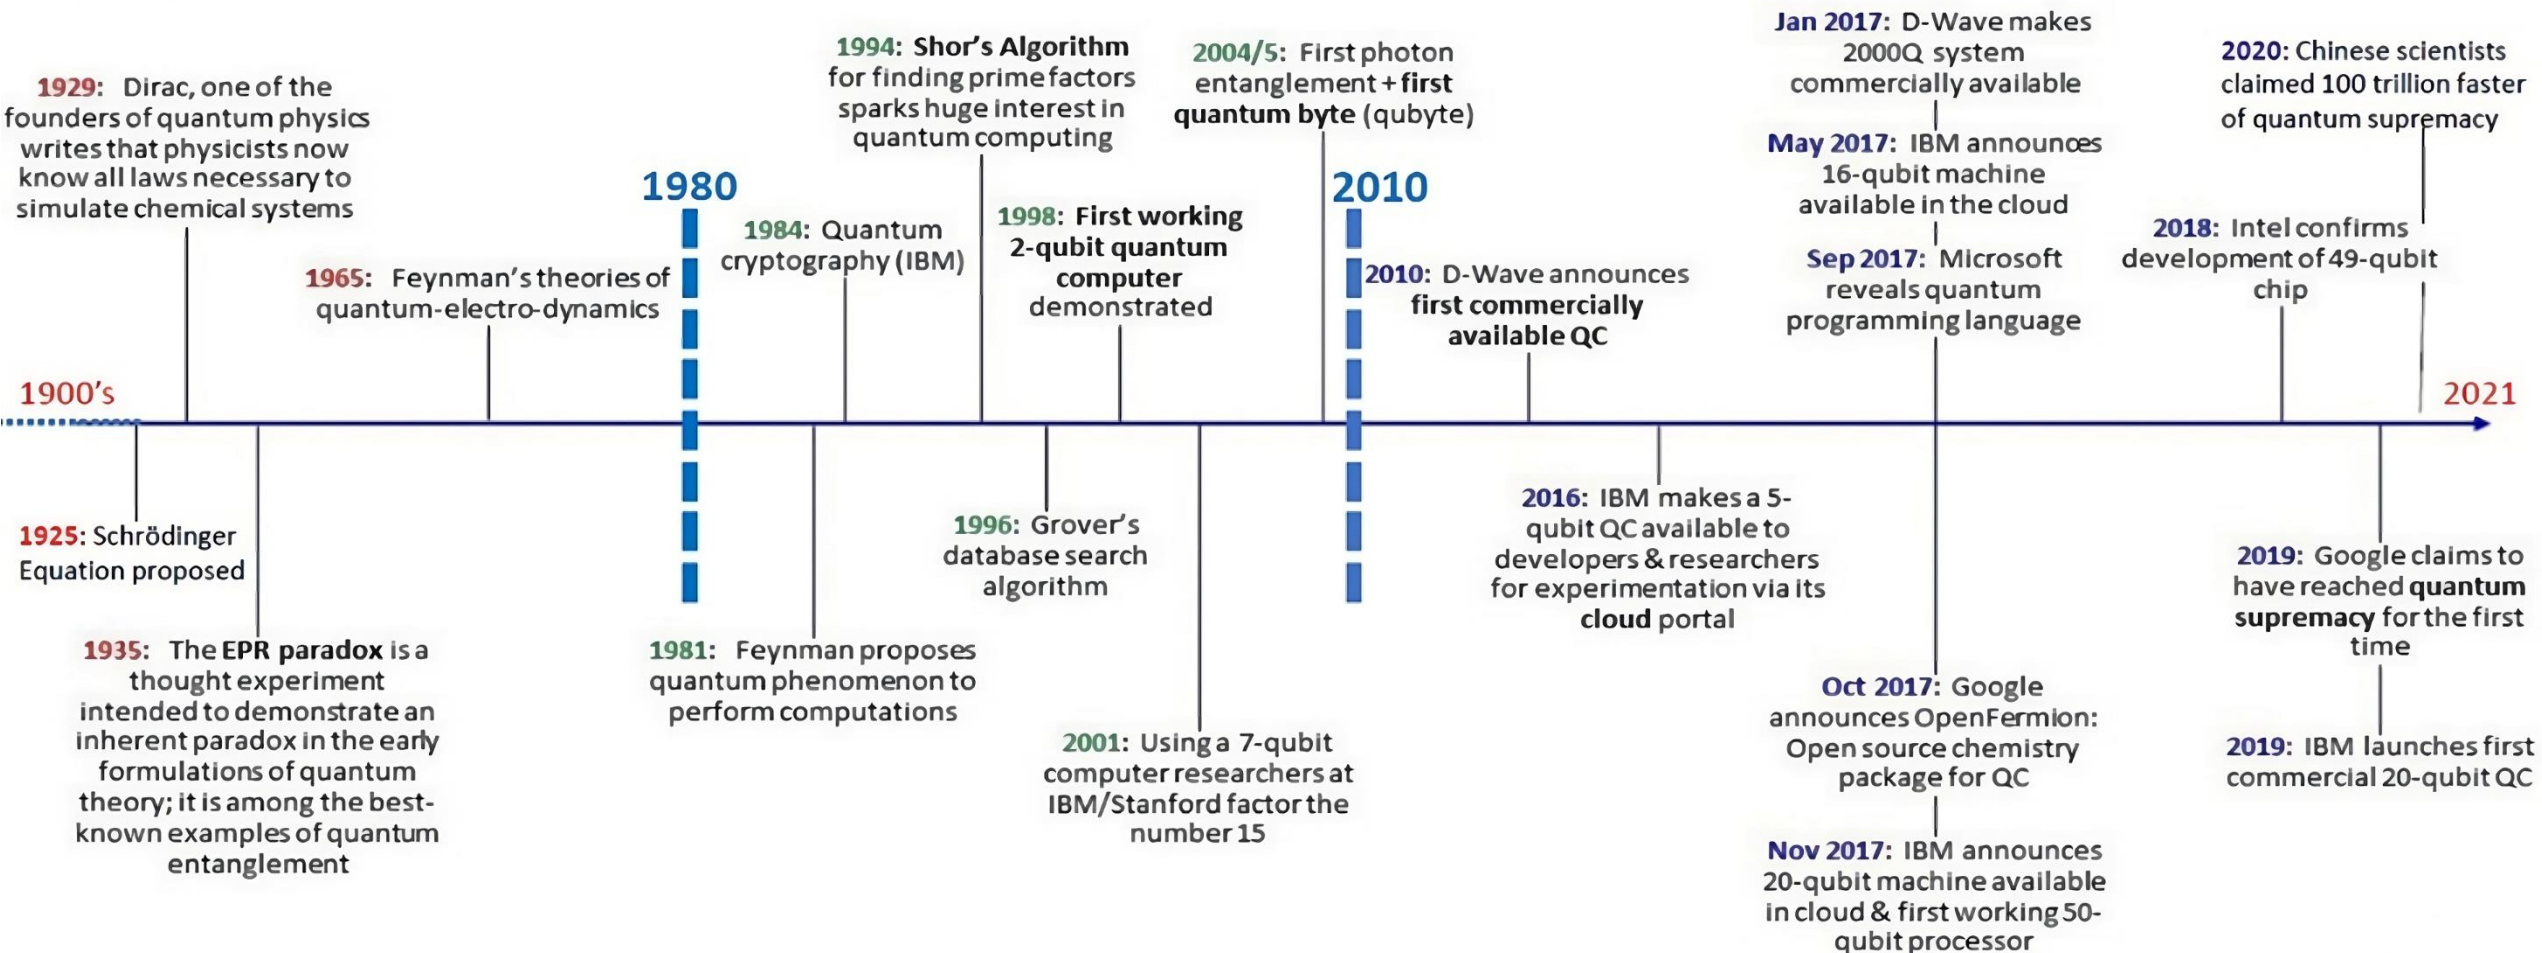 1929: Dirac, one of the
founders of quantum physics
writes that physicists now
know all laws necessary to
simulate chemical systems
1965: Feynman's theories of
quantum-electro-dynamics
1980
1984: Quantum
cryptography (IBM)
1994: Shor's Algorithm
for finding prime factors
sparks huge interest in
quantum computing
1998: First working
2-qubit quantum
computer
demonstrated
2004/5: First photon
entanglement + first
quantum byte (qubyte)
2010
2010: D-Wave announces
first commercially
available QC
Jan 2017: D-Wave makes
2000Q system
commercially available
May 2017: IBM announces
16-qubit machine
available in the cloud
Sep 2017: Microsoft
reveals quantum
programming language
2020: Chinese scientists
claimed 100 trillion faster
of quantum supremacy
2018: Intel confirms
development of 49-qubit
chip
1900's
2021
1925: Schrödinger
Equation proposed
1935: The EPR paradox is a
thought experiment
intended to demonstrate an
inherent paradox in the early
formulations of quantum
theory; it is among the best-
known examples of quantum
entanglement
1981: Feynman proposes
quantum phenomenon to
perform computations
1996: Grover's
database search
algorithm
2001: Using a 7-qubit
computer researchers at
IBM/Stanford factor the
number 15
2016: IBM makes a 5-
qubit QC available to
developers & researchers
for experimentation via its
cloud portal
Oct 2017: Google
announces OpenFermion:
Open source chemistry
package for QC
Nov 2017: IBM announces
20-qubit machine available
in cloud & first working 50-
qubit processor
2019: Google claims to
have reached quantum
supremacy for the first
time
2019: IBM launches first
commercial 20-qubit QC